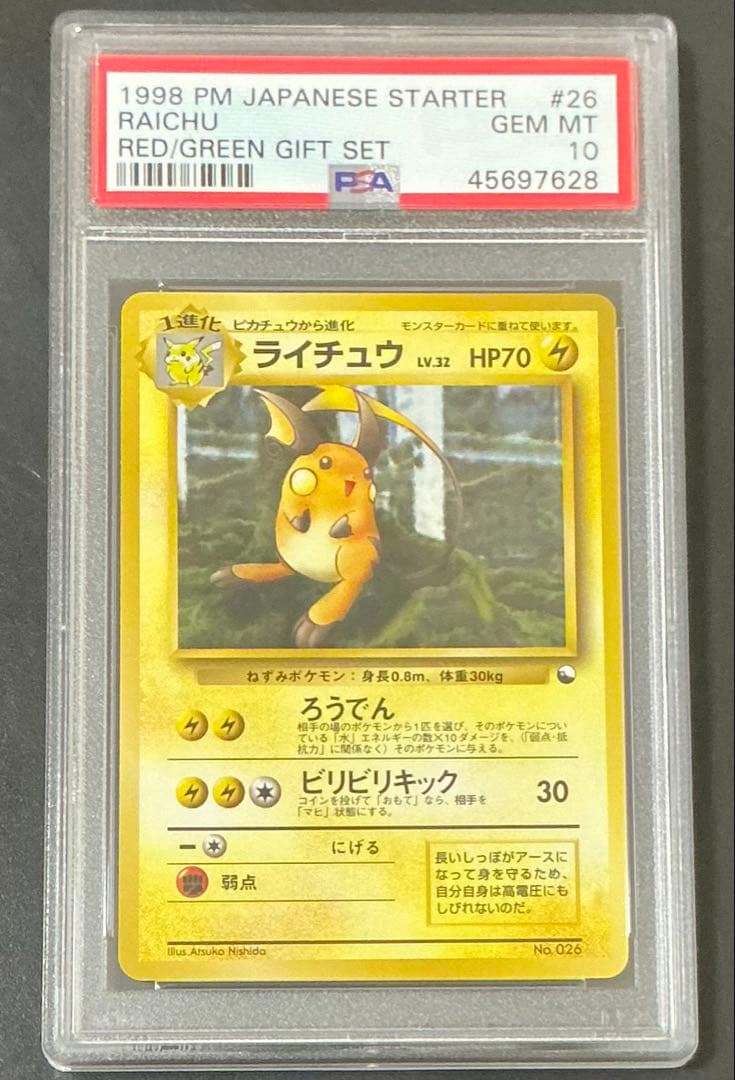 1998 PM JAPANESE STARTER #26
RAICHU GEM MT
RED/GREEN GIFT SET 10
PSA 45697628
1進化 ピカチュウから進化 モンスターカードに重ねて使います。
ライチュウ LV.32 HP70
ねずみポケモン：身長0.8m、体重30kg
ろうでん
相手の場のポケモンから1匹を選び、そのポケモンについ
ている「水」エネルギーの数×10ダメージを、(「弱点・抵
抗力」に関係なく)そのポケモンに与える。
ビリビリキック 30
コインを投げて「おもて」なら、相手を
「マヒ」状態にする。
にげる
弱点
長いしっぽがアースに
なって身を守るため、
自分自身は高電圧にも
しびれないのだ。
Illus.Atsuko Nishida No.026